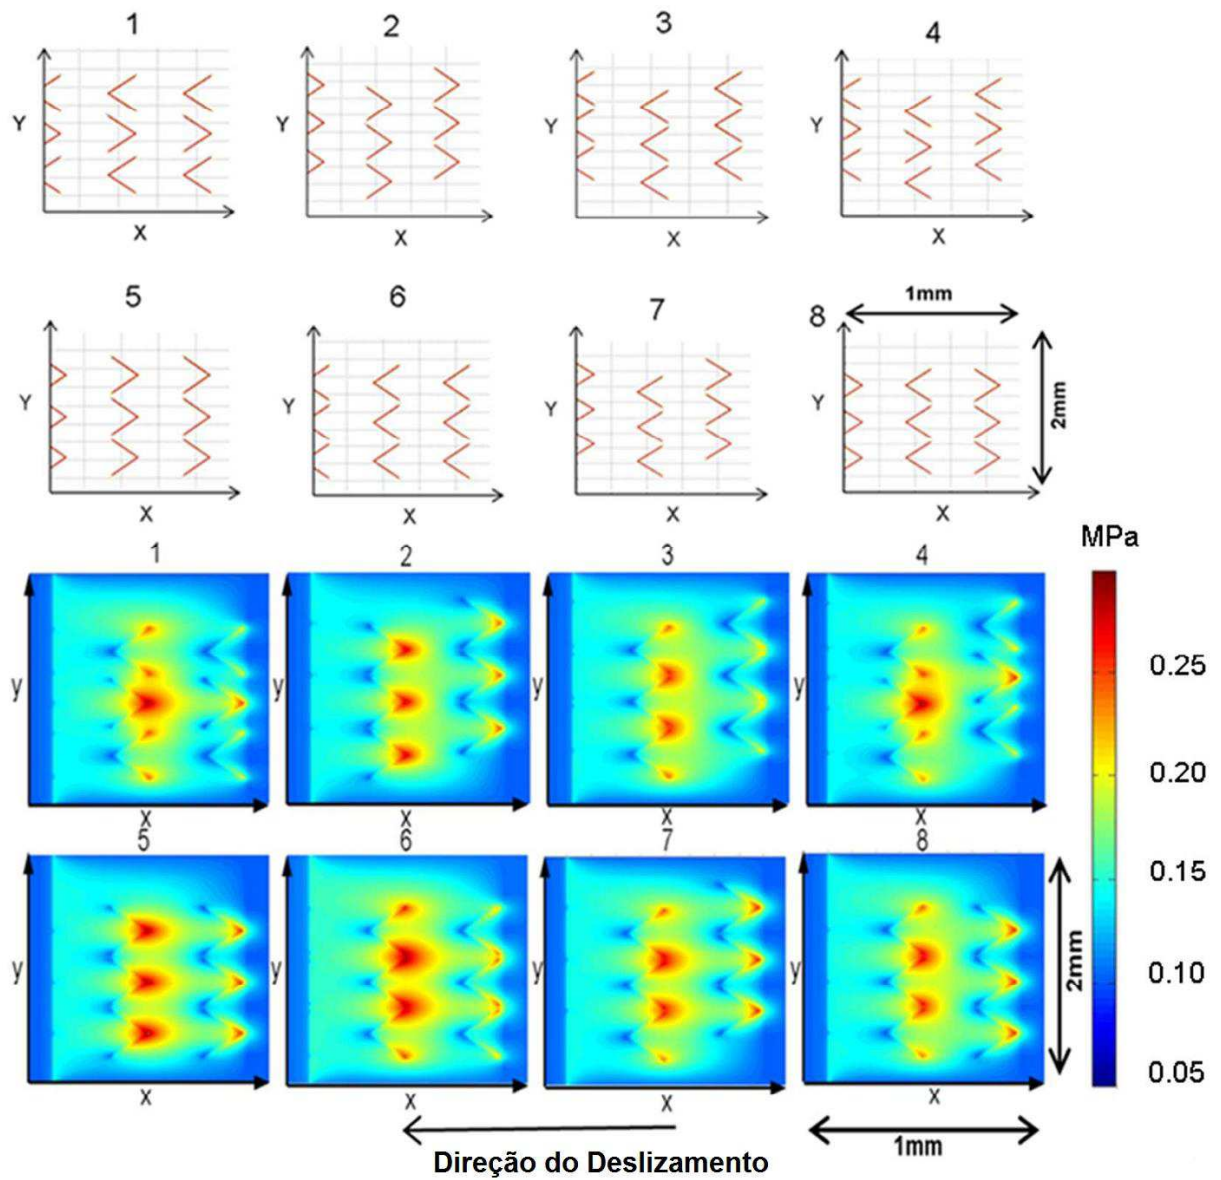 1 2 3 4
Y Y Y Y
X X X X
5 6 7 8
1mm
Y Y Y Y
2mm
X X X X
1 2 3 4
MPa
0.25
0.20
0.15
0.10
0.05
y y y y
x x x x
5 6 7 8
y y y y
2mm
x x x x
1mm
Direção do Deslizamento